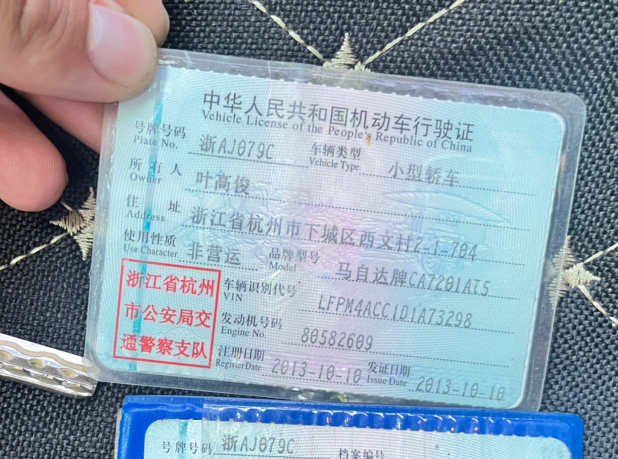 中华人民共和国机动车行驶证
Vehicle License of the People's Republic of China
号牌号码 浙AJ079C 车辆类型 小型轿车
Plate No. Vehicle Type
所有人 叶高俊
Owner
住址 浙江省杭州市下城区西文村2-1-704
Address
使用性质 非营运 品牌型号 马自达牌CA7201AT5
Use Character Model
浙江省杭州
市公安局交
通警察支队
车辆识别代号 LFPM4ACC1D1A73298
VIN
发动机号码 80582609
Engine No.
注册日期 2013-10-10 发证日期 2013-10-10
Register Date Issue Date
号牌号码 浙AJ079C 档案编号